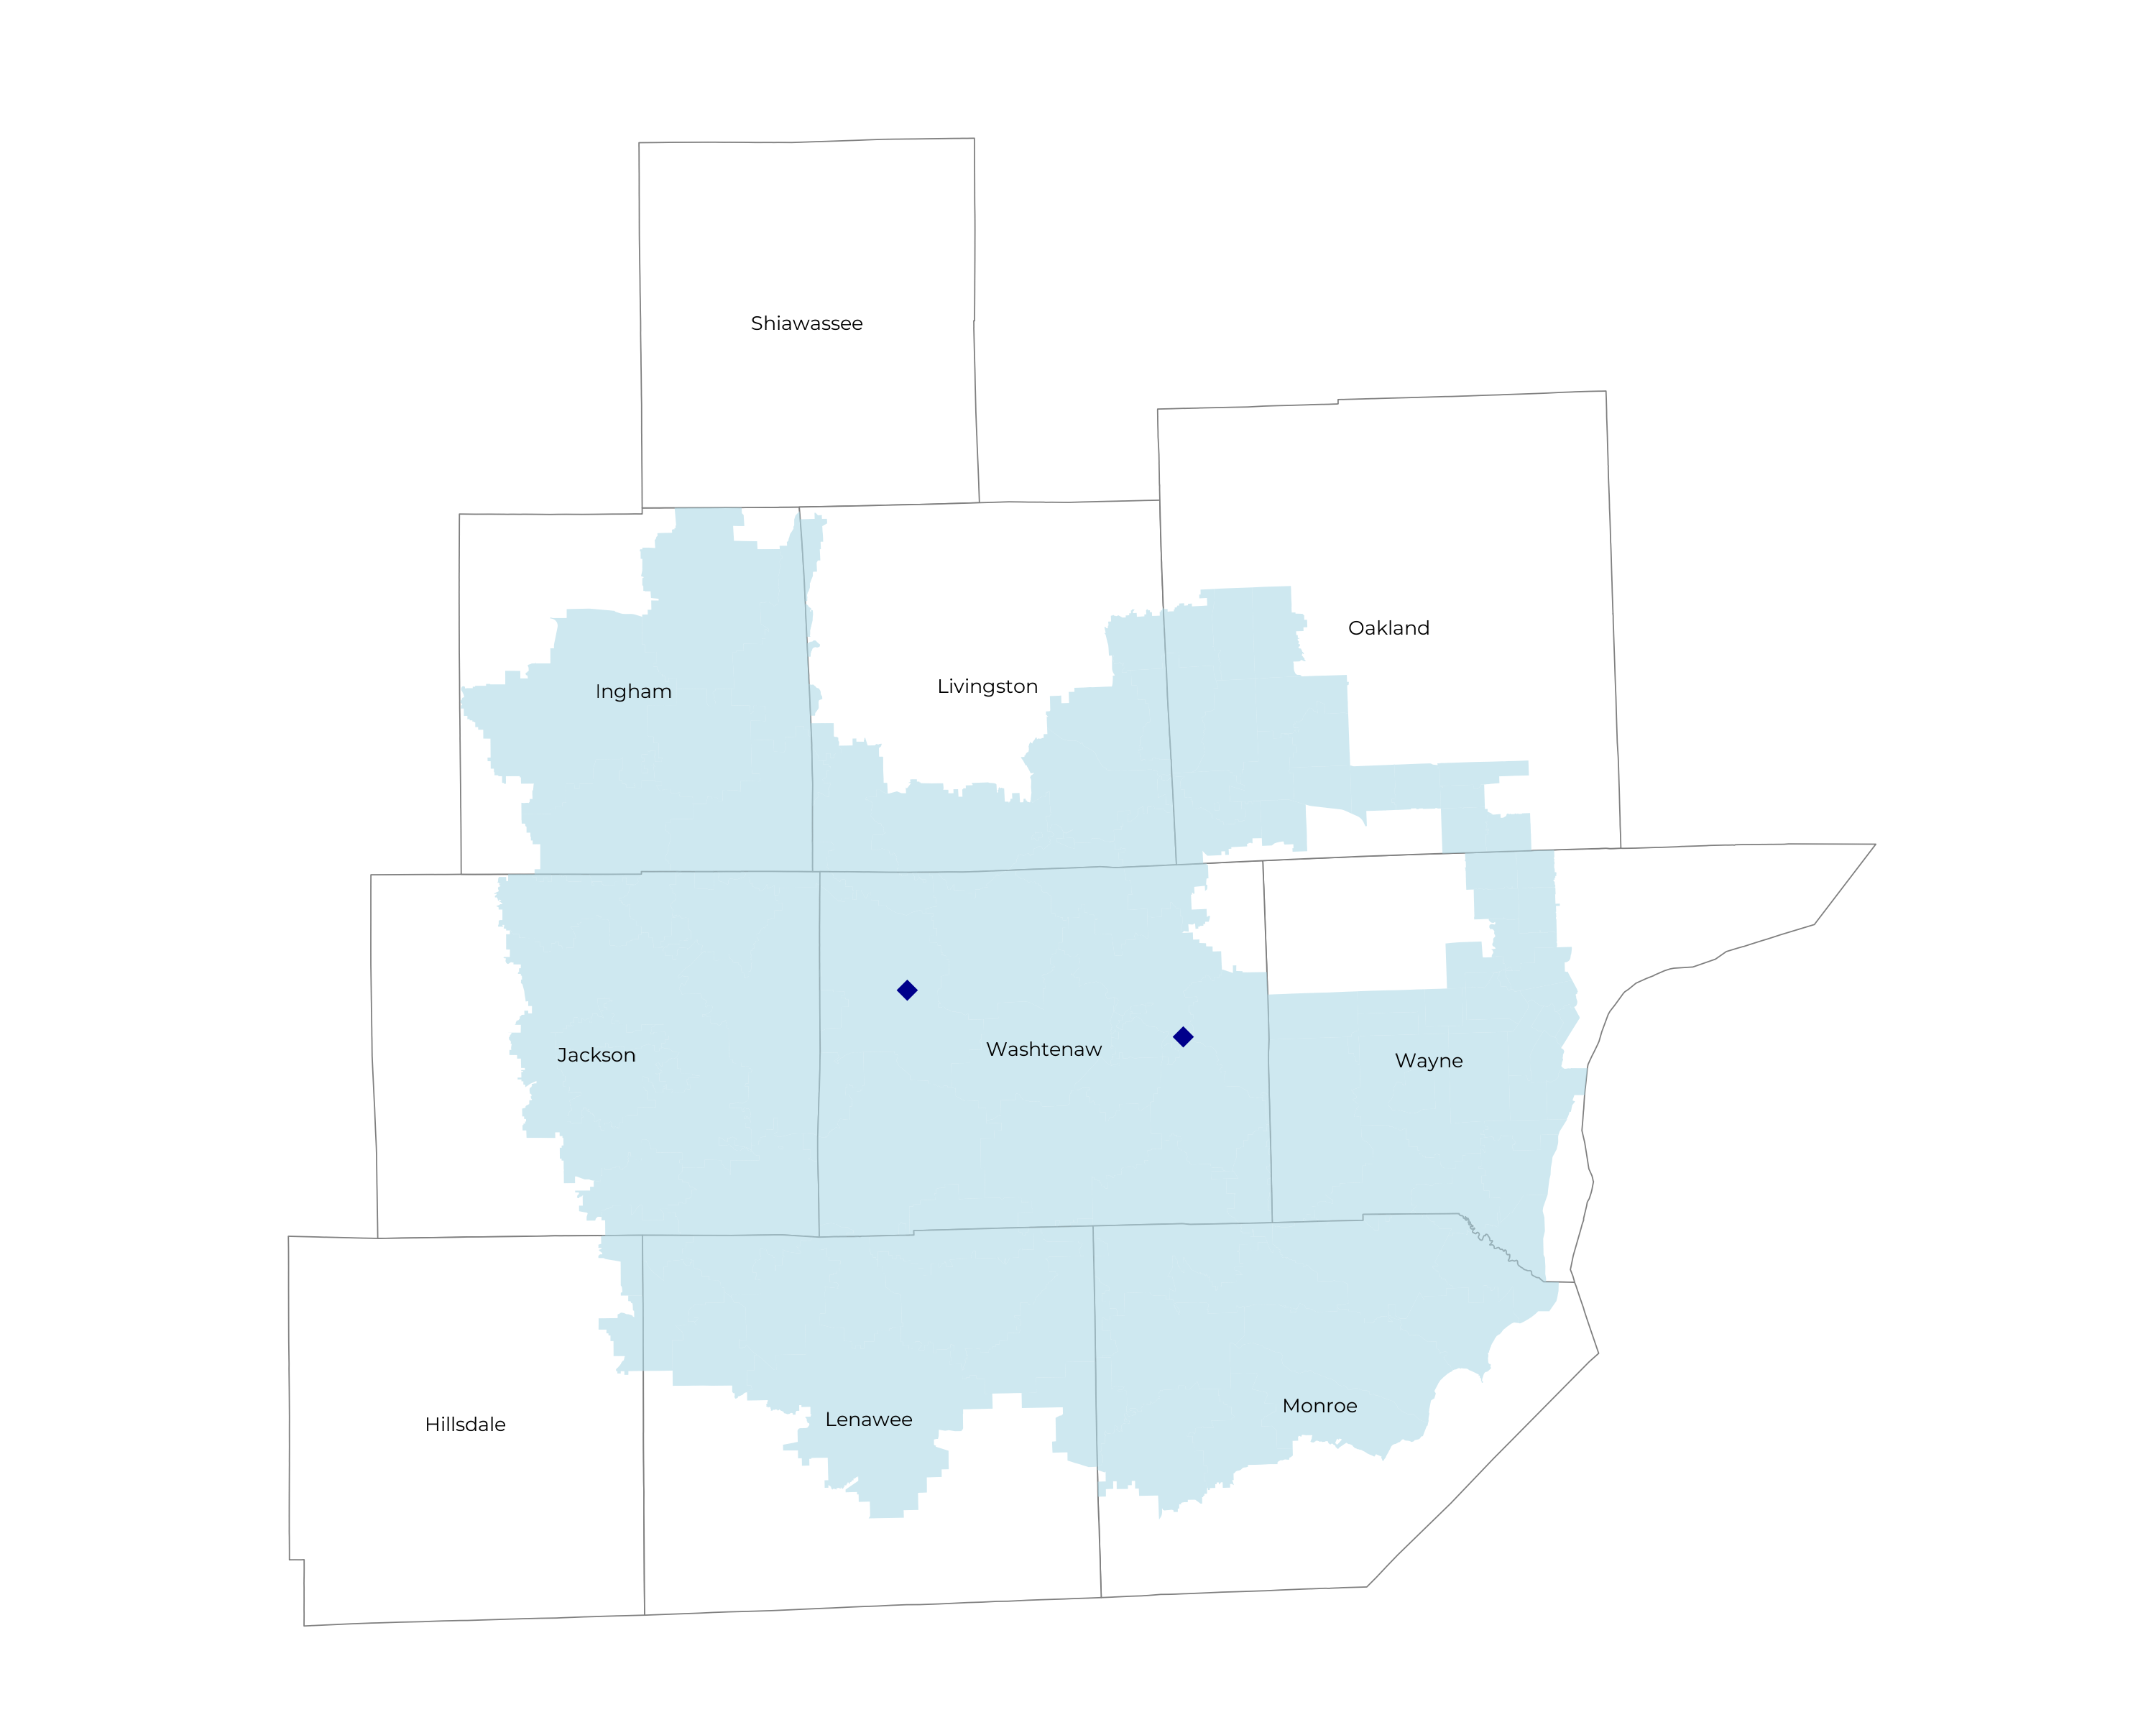 Shiawassee
Oakland
Ingham
Livingston
Jackson
Washtenaw
Wayne
Hillsdale
Lenawee
Monroe